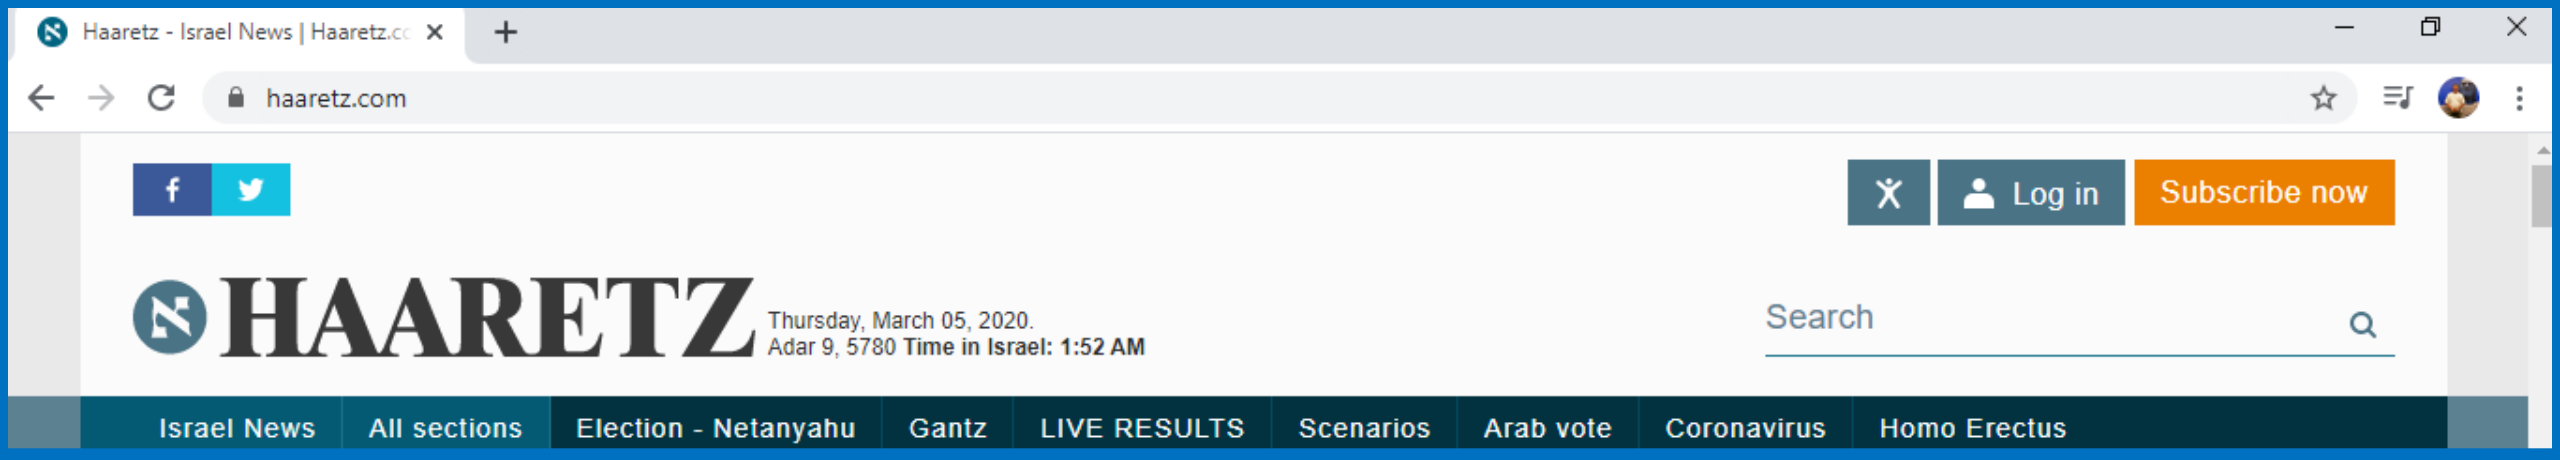 Haaretz - Israel News | Haaretz.co
haaretz.com
Log in
Subscribe now
HAARETZ
Thursday, March 05, 2020.
Adar 9, 5780 Time in Israel: 1:52 AM
Search
Israel News All sections Election - Netanyahu Gantz LIVE RESULTS Scenarios Arab vote Coronavirus Homo Erectus